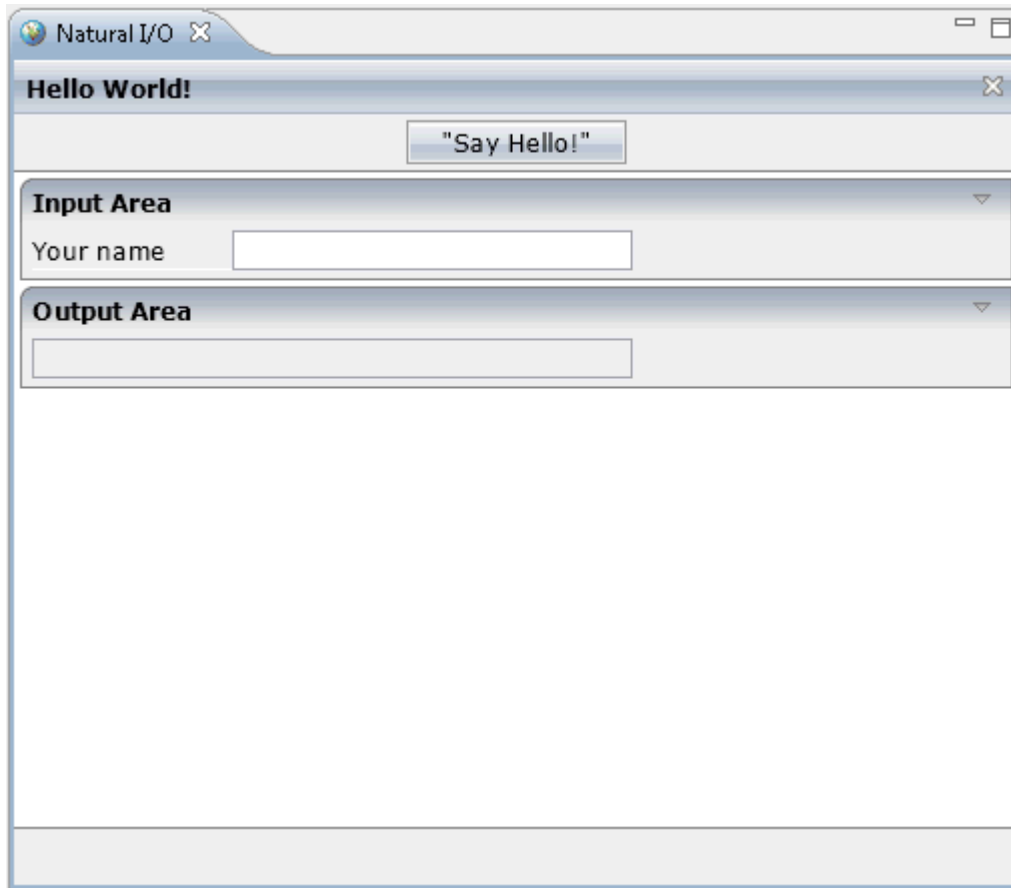 Natural I/O
Hello World!
"Say Hello!"
Input Area
Your name
Output Area